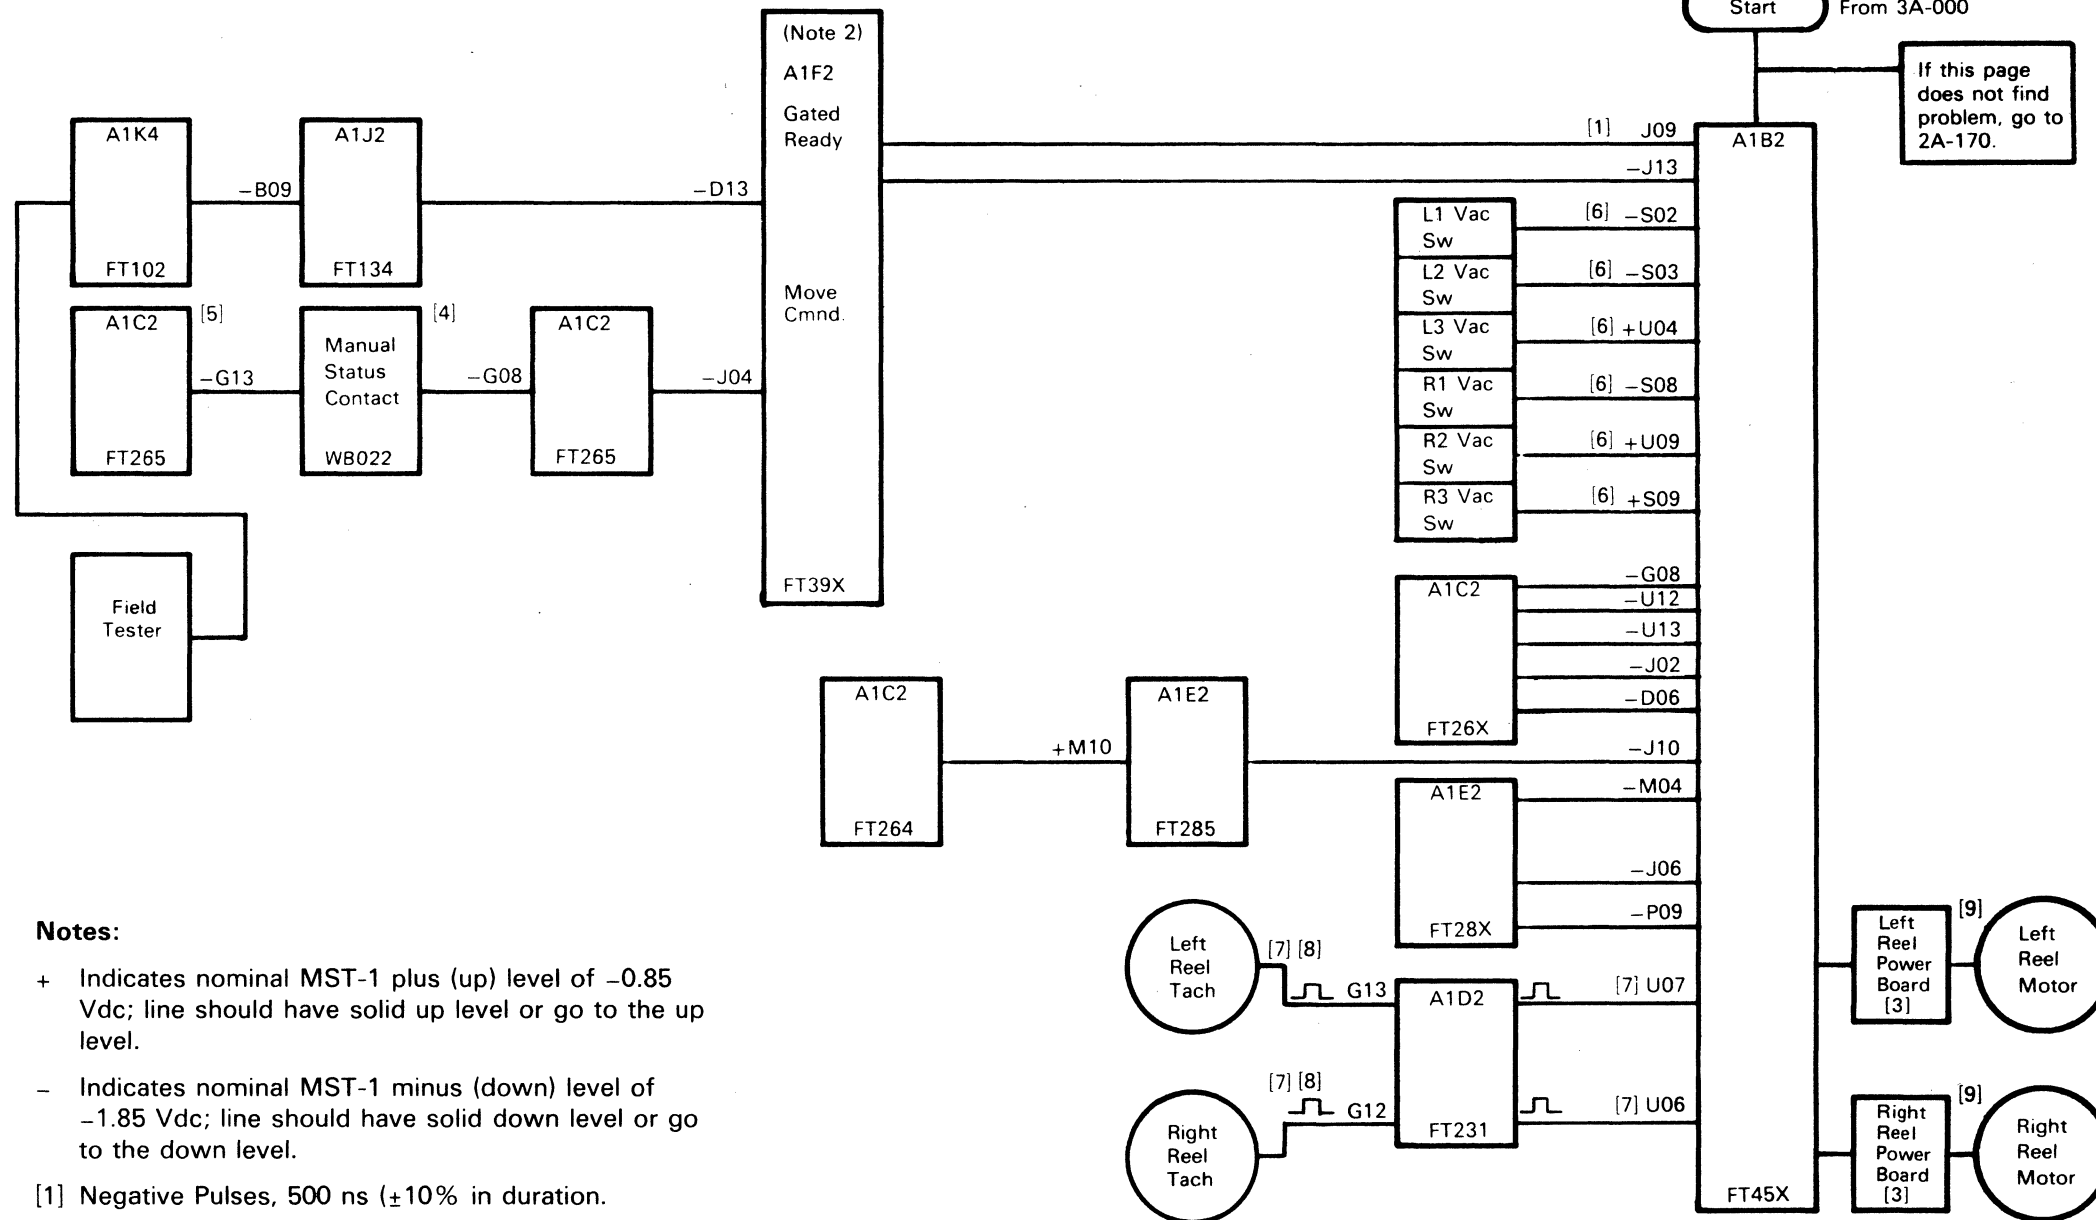 Start
From 3A-000
If this page
does not find
problem, go to
2A-170.
(Note 2)
A1F2
Gated
Ready
Move
Cmnd.
FT39X
A1K4
FT102
−B09
A1J2
FT134
−D13
A1C2
FT265
[5]
−G13
Manual
Status
Contact
WB022
[4]
−G08
A1C2
FT265
−J04
Field
Tester
[1] J09
−J13
A1B2
FT45X
L1 Vac
Sw
[6] −S02
L2 Vac
Sw
[6] −S03
L3 Vac
Sw
[6] +U04
R1 Vac
Sw
[6] −S08
R2 Vac
Sw
[6] +U09
R3 Vac
Sw
[6] +S09
A1C2
FT26X
−G08
−U12
−U13
−J02
−D06
A1C2
FT264
+M10
A1E2
FT285
−J10
A1E2
FT28X
−M04
−J06
−P09
Left
Reel
Tach
[7] [8]
G13
A1D2
FT231
[7] U07
Right
Reel
Tach
[7] [8]
G12
[7] U06
Left
Reel
Power
Board
[3]
[9]
Left
Reel
Motor
Right
Reel
Power
Board
[3]
[9]
Right
Reel
Motor
Notes:
+ Indicates nominal MST-1 plus (up) level of −0.85
Vdc; line should have solid up level or go to the up
level.
− Indicates nominal MST-1 minus (down) level of
−1.85 Vdc; line should have solid down level or go
to the down level.
[1] Negative Pulses, 500 ns (±10% in duration.